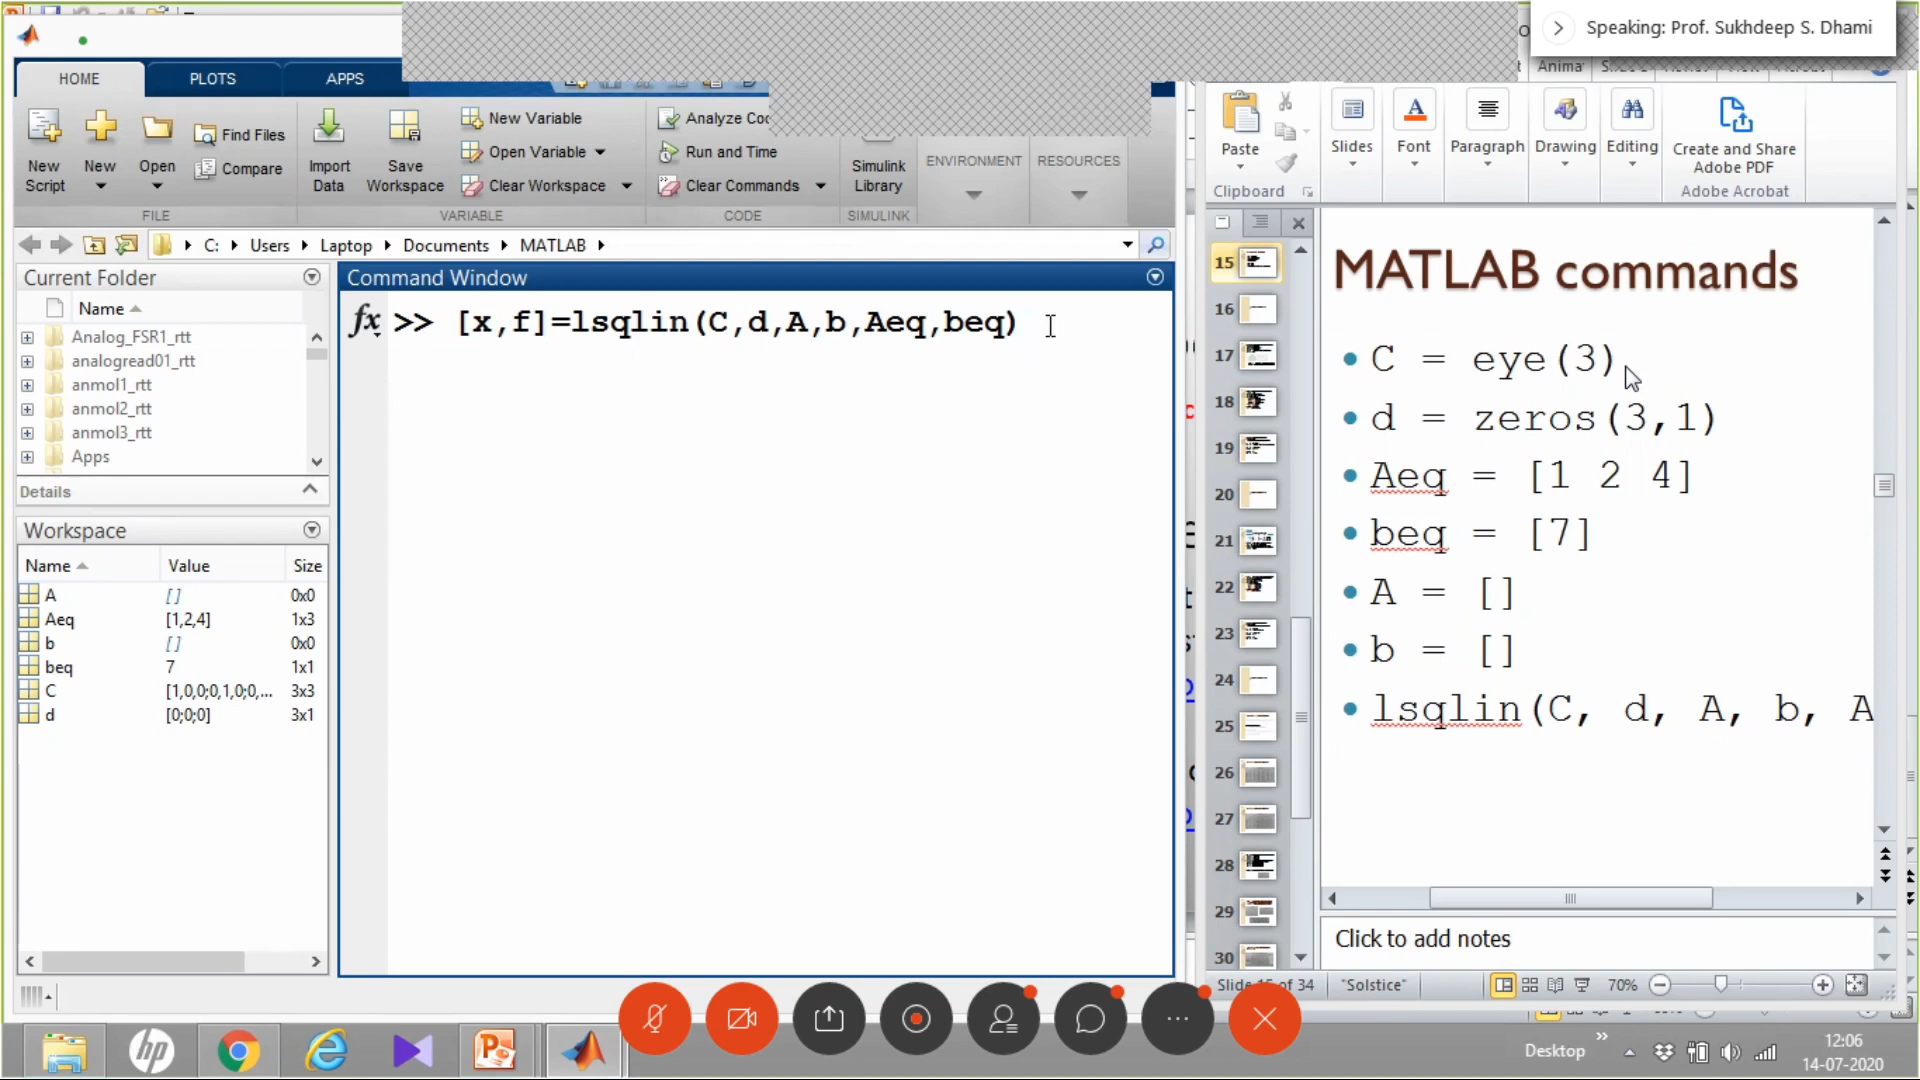 Speaking: Prof. Sukhdeep S. Dhami
HOME PLOTS APPS
New Script
New
Open
Find Files
Compare
Import Data
Save Workspace
New Variable
Open Variable
Clear Workspace
Run and Time
Clear Commands
Simulink Library
ENVIRONMENT
RESOURCES
FILE
VARIABLE
CODE
SIMULINK
C: Users Laptop Documents MATLAB
Current Folder
Name
Analog_FSR1_rtt
analogread01_rtt
anmol1_rtt
anmol2_rtt
anmol3_rtt
Apps
Details
Workspace
Name Value Size
A [] 0x0
Aeq [1,2,4] 1x3
b [] 0x0
beq 7 1x1
C [1,0,0;0,1,0;0,... 3x3
d [0;0;0] 3x1
Command Window
fx >> [x,f]=lsqlin(C,d,A,b,Aeq,beq)
Paste
Slides
Font
Paragraph
Drawing
Editing
Create and Share Adobe PDF
Clipboard
Adobe Acrobat
15
16
17
18
19
20
21
22
23
24
25
26
27
28
29
30
MATLAB commands
• C = eye(3)
• d = zeros(3,1)
• Aeq = [1 2 4]
• beq = [7]
• A = []
• b = []
• lsqlin(C, d, A, b, A
Click to add notes
Slide 15 of 34
"Solstice"
70%
Desktop
12:06
14-07-2020